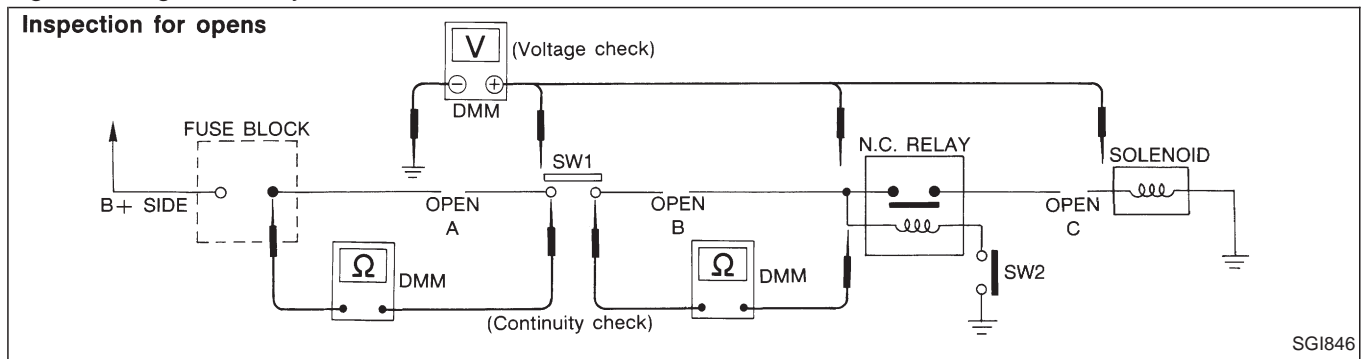 Inspection for opens
V
(Voltage check)
− +
DMM
FUSE BLOCK
SW1
N.C. RELAY
SOLENOID
B+ SIDE
OPEN
A
OPEN
B
OPEN
C
Ω
DMM
Ω
DMM
SW2
(Continuity check)
SGI846